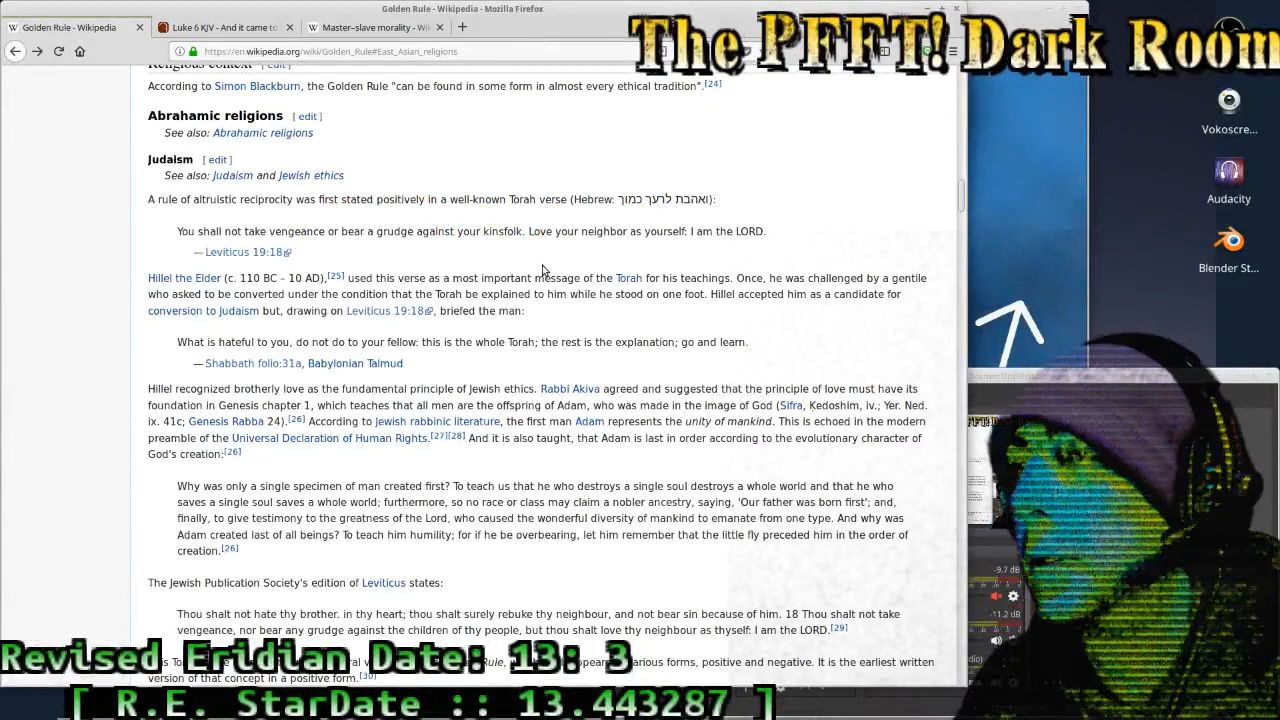 Golden Rule - Wikipedia - Mozilla Firefox
Golden Rule - Wikipedia
Luke 6 KJV - And it came to
Master–slave morality - Wiki
The PFFT! Dark Room
https://en.wikipedia.org/wiki/Golden_Rule#East_Asian_religions
Religious context [ edit ]
According to Simon Blackburn, the Golden Rule "can be found in some form in almost every ethical tradition".[24]
Abrahamic religions [ edit ]
See also: Abrahamic religions
Judaism [ edit ]
See also: Judaism and Jewish ethics
A rule of altruistic reciprocity was first stated positively in a well-known Torah verse (Hebrew: ואהבת לרעך כמוך):
You shall not take vengeance or bear a grudge against your kinsfolk. Love your neighbor as yourself: I am the LORD.
— Leviticus 19:18
Hillel the Elder (c. 110 BC – 10 AD),[25] used this verse as a most important message of the Torah for his teachings. Once, he was challenged by a gentile
who asked to be converted under the condition that the Torah be explained to him while he stood on one foot. Hillel accepted him as a candidate for
conversion to Judaism but, drawing on Leviticus 19:18, briefed the man:
What is hateful to you, do not do to your fellow: this is the whole Torah; the rest is the explanation; go and learn.
— Shabbath folio:31a, Babylonian Talmud
Hillel recognized brotherly love as the fundamental principle of Jewish ethics. Rabbi Akiva agreed and suggested that the principle of love must have its
foundation in Genesis chapter 1, which teaches that all men are the offspring of Adam, who was made in the image of God (Sifra, Ḳedoshim, iv.; Yer. Ned.
ix. 41c; Genesis Rabba 24).[26] According to Jewish rabbinic literature, the first man Adam represents the unity of mankind. This is echoed in the modern
preamble of the Universal Declaration of Human Rights.[27][28] And it is also taught, that Adam is last in order according to the evolutionary character of
God's creation:[26]
Why was only a single specimen of man created first? To teach us that he who destroys a single soul destroys a whole world and that he who
saves a single soul saves a whole world; furthermore, so no race or class may claim a nobler ancestry, saying, 'Our father was born first'; and,
finally, to give testimony to the greatness of the Lord, who caused the wonderful diversity of mankind to emanate from one type. And why was
Adam created last of all beings? To teach him humility; for if he be overbearing, let him remember that the little fly preceded him in the order of
creation.[26]
The Jewish Publication Society's edition of Leviticus states:
Thou shalt not hate thy brother, in thy heart; thou shalt surely rebuke thy neighbour, and not bear sin because of him. 18 Thou shalt not take
vengeance, nor bear any grudge against the children of thy people, but thou shalt love thy neighbour as thyself: I am the LORD.[29]
positive and negative. It is the earliest written
version of that concept in a positive form.[30]
Vokoscre...
Audacity
Blender St...
-9.7 dB
-11.2 dB